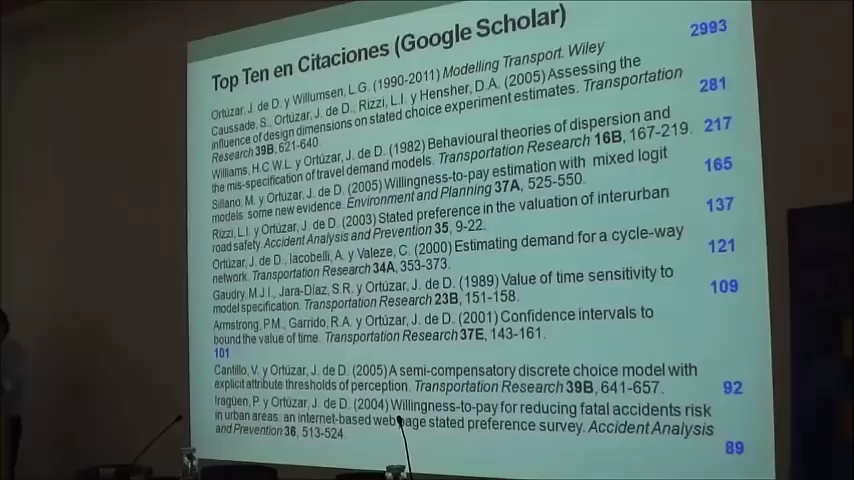 Top Ten en Citaciones (Google Scholar)
Ortúzar, J. de D. y Willumsen, L.G. (1990-2011) Modelling Transport. Wiley 2993
Caussade, S., Ortúzar, J. de D., Rizzi, L.I. y Hensher, D.A. (2005) Assessing the
influence of design dimensions on stated choice experiment estimates. Transportation 281
Research 39B, 621-640.
Williams, H.C.W.L. y Ortúzar, J. de D. (1982) Behavioural theories of dispersion and
the mis-specification of travel demand models. Transportation Research 16B, 167-219. 217
Sillano, M. y Ortúzar, J. de D. (2005) Willingness-to-pay estimation with mixed logit
models: some new evidence. Environment and Planning 37A, 525-550. 165
Rizzi, L.I. y Ortúzar, J. de D. (2003) Stated preference in the valuation of interurban
road safety. Accident Analysis and Prevention 35, 9-22. 137
Ortúzar, J. de D., Iacobelli, A. y Valeze, C. (2000) Estimating demand for a cycle-way
network. Transportation Research 34A, 353-373. 121
Gaudry, M.J.I., Jara-Díaz, S.R. y Ortúzar, J. de D. (1989) Value of time sensitivity to
model specification. Transportation Research 23B, 151-158. 109
Armstrong, P.M., Garrido, R.A. y Ortúzar, J. de D. (2001) Confidence intervals to
bound the value of time. Transportation Research 37E, 143-161.
101
Cantillo, V. y Ortúzar, J. de D. (2005) A semi-compensatory discrete choice model with
explicit attribute thresholds of perception. Transportation Research 39B, 641-657. 92
Iragüen, P. y Ortúzar, J. de D. (2004) Willingness-to-pay for reducing fatal accidents risk
in urban areas: an internet-based web page stated preference survey. Accident Analysis
and Prevention 36, 513-524. 89